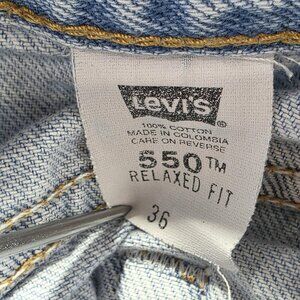 Levi's ®
100% COTTON
MADE IN COLOMBIA
CARE ON REVERSE
550™
RELAXED FIT
36